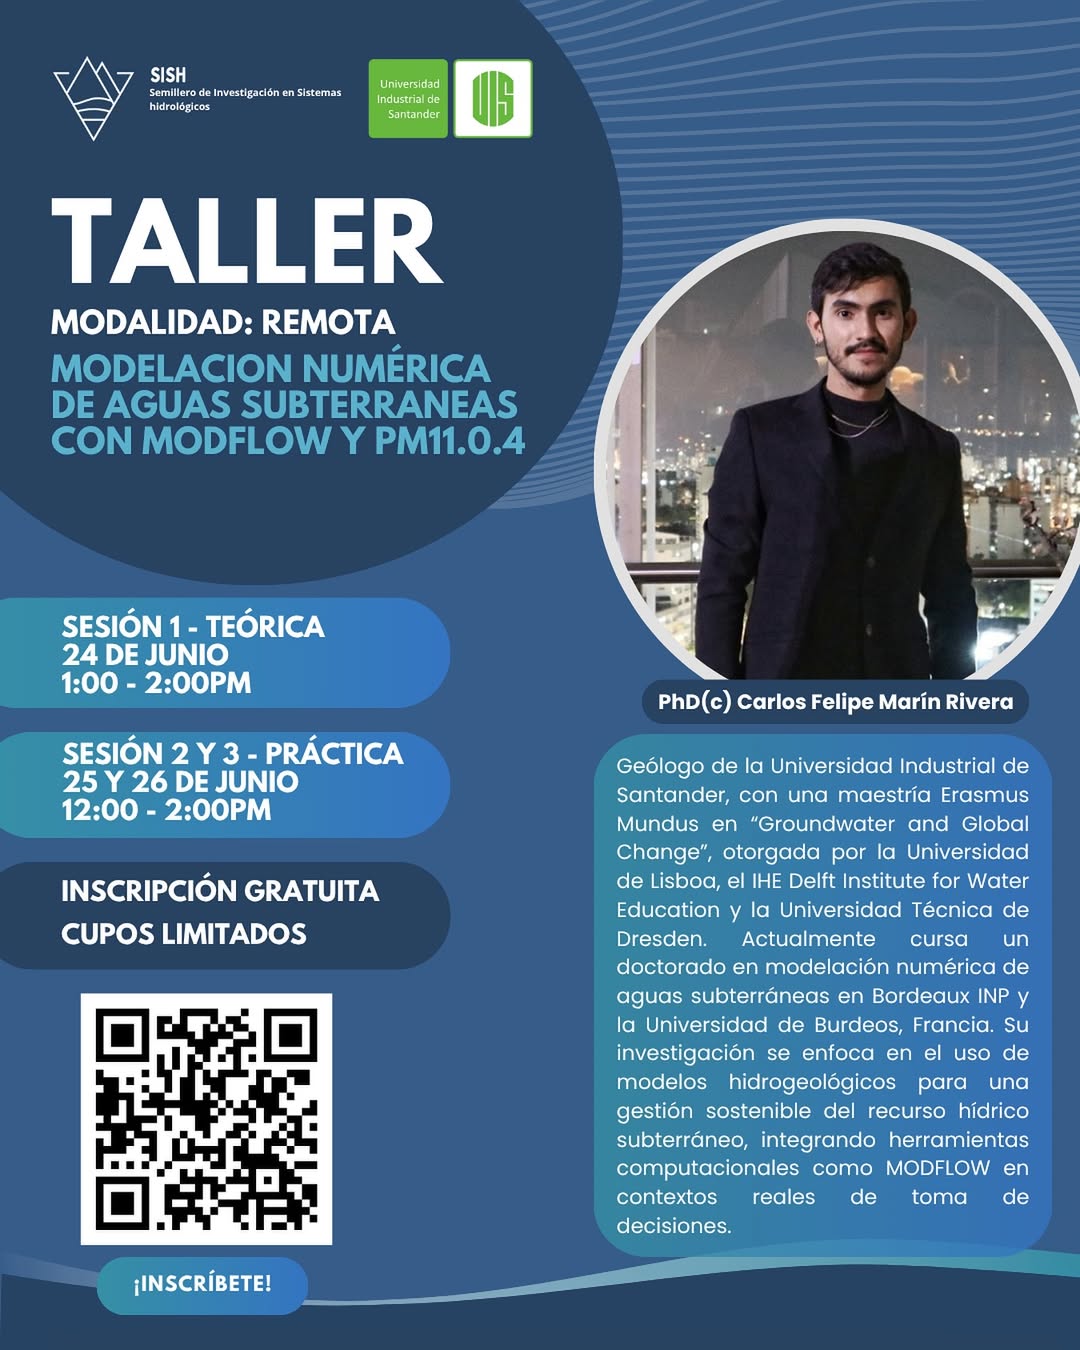 SISH
Semillero de Investigación en Sistemas
hidrológicos
Universidad
Industrial de
Santander
UIS
TALLER
MODALIDAD: REMOTA
MODELACION NUMÉRICA
DE AGUAS SUBTERRANEAS
CON MODFLOW Y PM11.0.4
SESIÓN 1 - TEÓRICA
24 DE JUNIO
1:00 - 2:00PM
SESIÓN 2 Y 3 - PRÁCTICA
25 Y 26 DE JUNIO
12:00 - 2:00PM
INSCRIPCIÓN GRATUITA
CUPOS LIMITADOS
¡INSCRÍBETE!
PhD(c) Carlos Felipe Marín Rivera
Geólogo de la Universidad Industrial de
Santander, con una maestría Erasmus
Mundus en “Groundwater and Global
Change”, otorgada por la Universidad
de Lisboa, el IHE Delft Institute for Water
Education y la Universidad Técnica de
Dresden. Actualmente cursa un
doctorado en modelación numérica de
aguas subterráneas en Bordeaux INP y
la Universidad de Burdeos, Francia. Su
investigación se enfoca en el uso de
modelos hidrogeológicos para una
gestión sostenible del recurso hídrico
subterráneo, integrando herramientas
computacionales como MODFLOW en
contextos reales de toma de
decisiones.